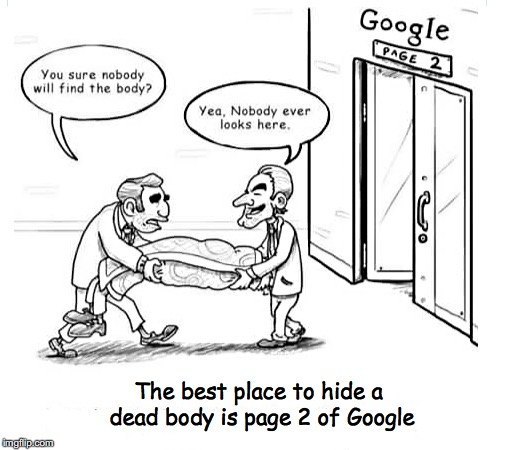 Google
PAGE 2
You sure nobody
will find the body?
Yea, Nobody ever
looks here.
The best place to hide a
dead body is page 2 of Google
imgflip.com